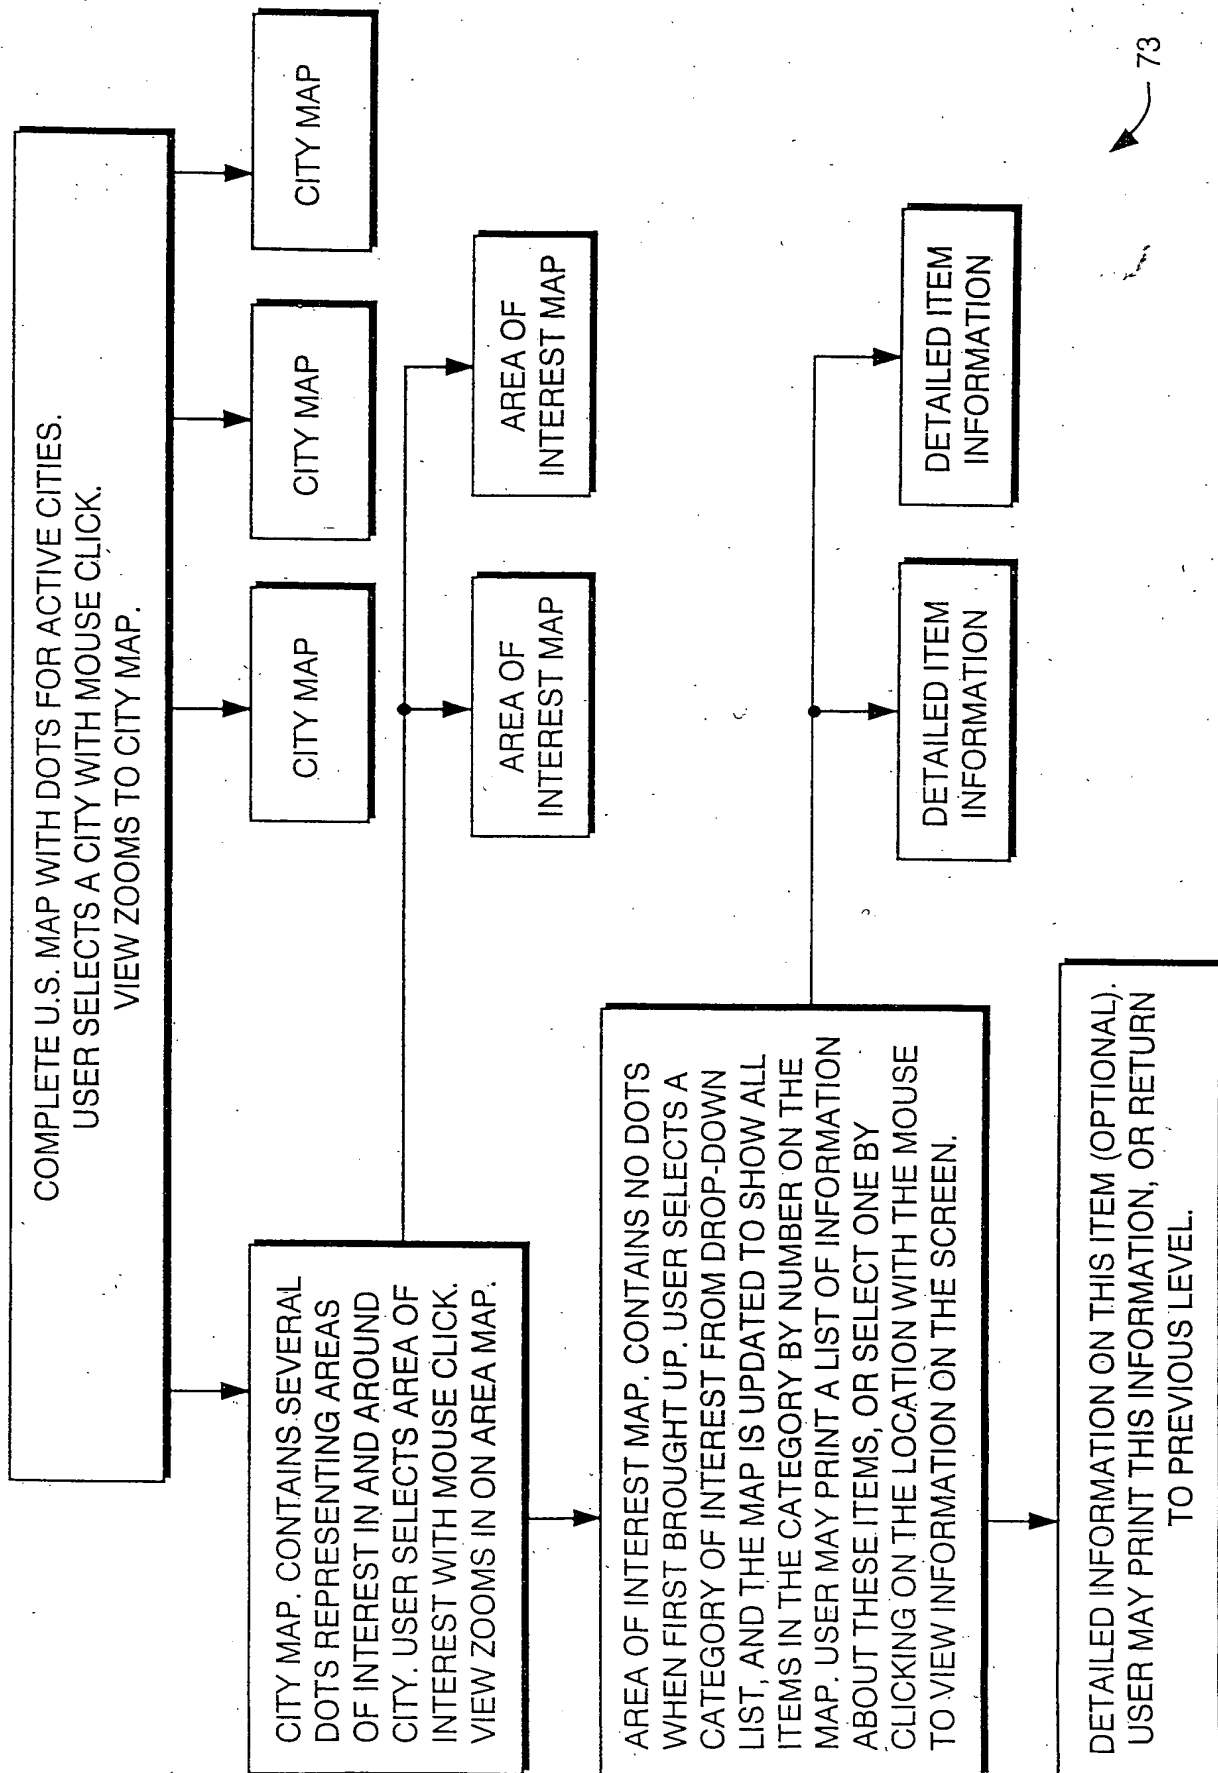 COMPLETE U.S. MAP WITH DOTS FOR ACTIVE CITIES.
USER SELECTS A CITY WITH MOUSE CLICK.
VIEW ZOOMS TO CITY MAP.
CITY MAP. CONTAINS SEVERAL
DOTS REPRESENTING AREAS
OF INTEREST IN AND AROUND
CITY. USER SELECTS AREA OF
INTEREST WITH MOUSE CLICK.
VIEW ZOOMS IN ON AREA MAP.
CITY MAP
CITY MAP
CITY MAP
AREA OF
INTEREST MAP
AREA OF
INTEREST MAP
AREA OF INTEREST MAP. CONTAINS NO DOTS
WHEN FIRST BROUGHT UP. USER SELECTS A
CATEGORY OF INTEREST FROM DROP-DOWN
LIST, AND THE MAP IS UPDATED TO SHOW ALL
ITEMS IN THE CATEGORY BY NUMBER ON THE
MAP. USER MAY PRINT A LIST OF INFORMATION
ABOUT THESE ITEMS, OR SELECT ONE BY
CLICKING ON THE LOCATION WITH THE MOUSE
TO VIEW INFORMATION ON THE SCREEN.
DETAILED ITEM
INFORMATION
DETAILED ITEM
INFORMATION
DETAILED INFORMATION ON THIS ITEM (OPTIONAL).
USER MAY PRINT THIS INFORMATION, OR RETURN
TO PREVIOUS LEVEL.
73